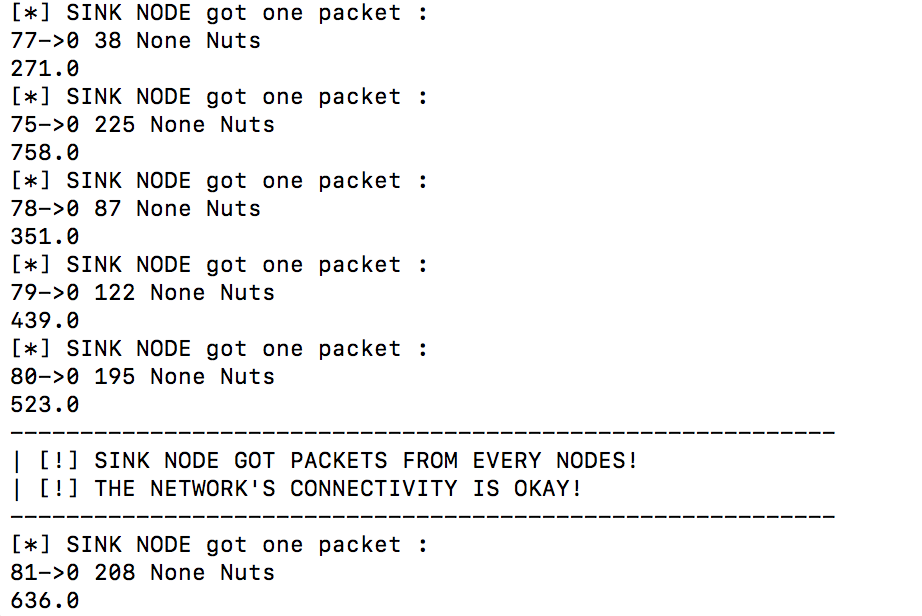 [*] SINK NODE got one packet :
77->0 38 None Nuts
271.0
[*] SINK NODE got one packet :
75->0 225 None Nuts
758.0
[*] SINK NODE got one packet :
78->0 87 None Nuts
351.0
[*] SINK NODE got one packet :
79->0 122 None Nuts
439.0
[*] SINK NODE got one packet :
80->0 195 None Nuts
523.0
-----------------------------------------------------------
| [!] SINK NODE GOT PACKETS FROM EVERY NODES!
| [!] THE NETWORK'S CONNECTIVITY IS OKAY!
-----------------------------------------------------------
[*] SINK NODE got one packet :
81->0 208 None Nuts
636.0